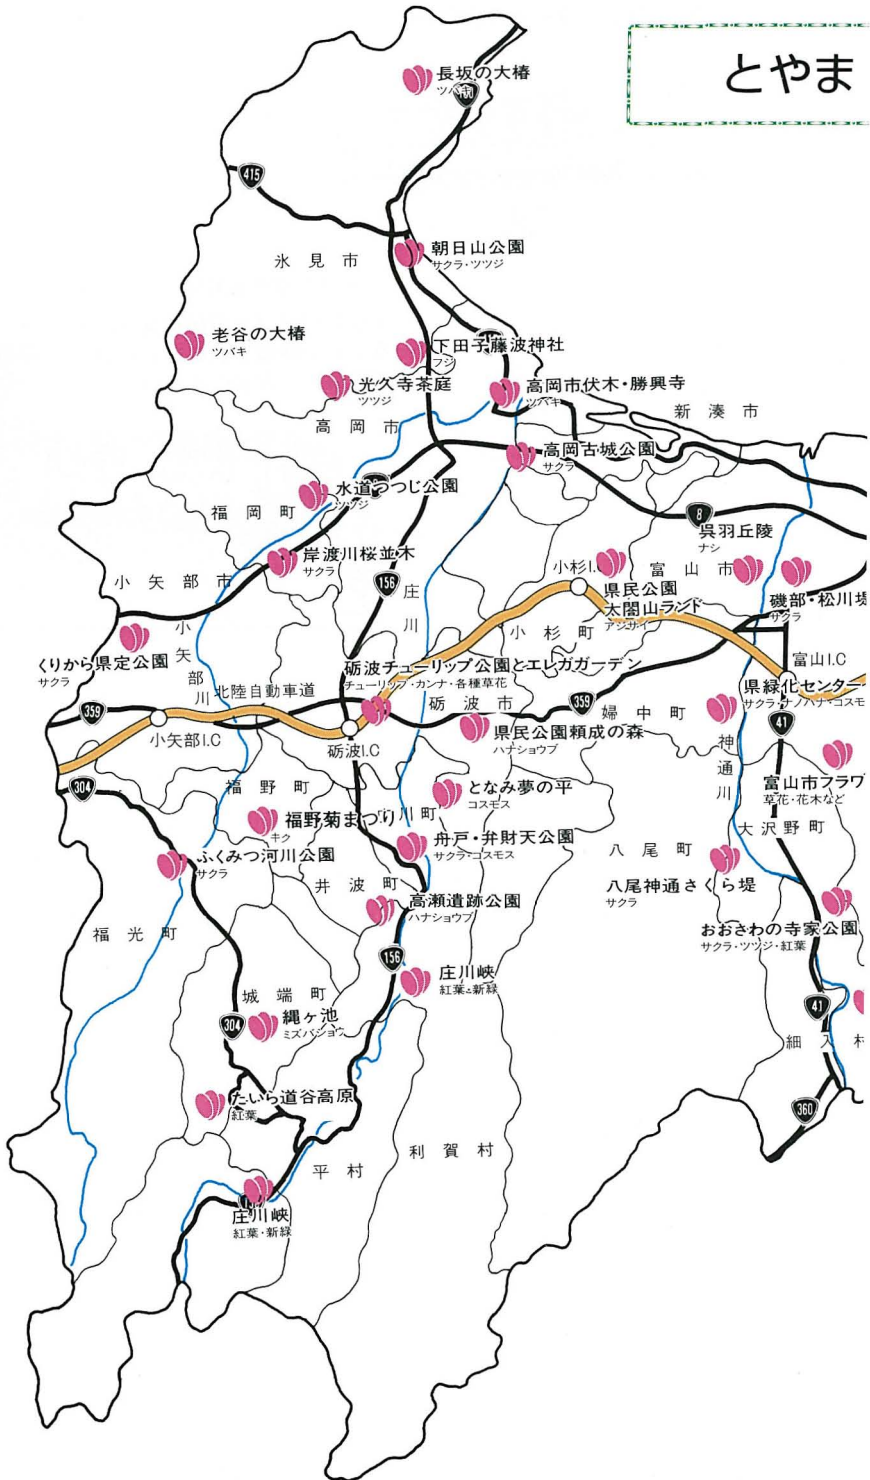 とやま
長坂の大椿
ツバキ
415
朝日山公園
サクラ・ツツジ
氷見市
老谷の大椿
ツバキ
下田子藤波神社
フジ
光久寺茶庭
ツツジ
高岡市伏木・勝興寺
ツバキ
新湊市
高岡市
高岡古城公園
サクラ
水道つつじ公園
ツツジ
福岡町
8
呉羽丘陵
ナシ
岸渡川桜並木
サクラ
小矢部市
156
庄川
小杉I.C
富山市
県民公園
太閤山ランド
アジサイ
磯部・松川堤
サクラ
小杉町
くりから県定公園
サクラ
小矢部川
北陸自動車道
砺波チューリップ公園とエレガガーデン
チューリップ・カンナ・各種草花
砺波市
富山I.C
県緑化センター
サクラ・ナノハナ・コスモ
359
359
婦中町
41
小矢部I.C
砺波I.C
県民公園頼成の森
ハナショウブ
神通川
304
福野町
となみ夢の平
コスモス
富山市フラワ
草花・花木など
福野菊まつり
キク
川町
大沢野町
舟戸・弁財天公園
サクラ・コスモス
八尾町
ふくみつ河川公園
サクラ
井波町
八尾神通さくら堤
サクラ
高瀬遺跡公園
ハナショウブ
おおさわの寺家公園
サクラ・ツツジ・紅葉
福光町
156
庄川峡
紅葉・新緑
城端町
縄ヶ池
ミズバショウ
304
41
細入村
たいら道谷高原
紅葉
360
平村
利賀村
庄川峡
紅葉・新緑